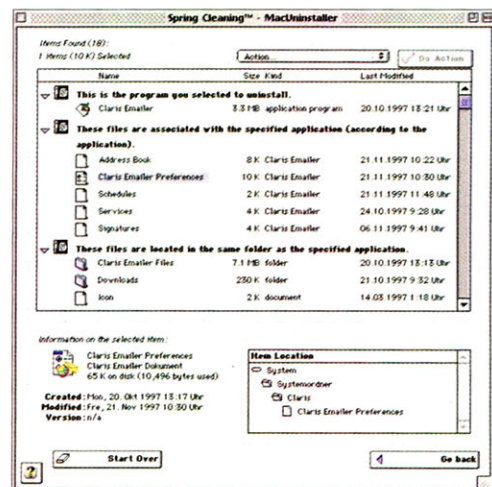 Spring Cleaning™ - MacUninstaller
Items Found (18):
1 Items (10 K) Selected
Action...
Do Action
Name Size Kind Last Modified
This is the program you selected to uninstall.
Claris Emailer 3.3 MB application program 20.10.1997 13:21 Uhr
These files are associated with the specified application (according to the
application).
Address Book 8 K Claris Emailer 21.11.1997 10:22 Uhr
Claris Emailer Preferences 10 K Claris Emailer 21.11.1997 10:30 Uhr
Schedules 2 K Claris Emailer 21.11.1997 11:48 Uhr
Services 4 K Claris Emailer 24.10.1997 9:28 Uhr
Signatures 4 K Claris Emailer 06.11.1997 9:41 Uhr
These files are located in the same folder as the specified application.
Claris Emailer Files 7.1 MB folder 20.10.1997 13:13 Uhr
Downloads 230 K folder 21.10.1997 9:32 Uhr
Icon 2 K document 14.03.1997 1:18 Uhr
Information on the selected item:
Claris Emailer Preferences
Claris Emailer Dokument
65 K on disk (10,496 bytes used)
Created: Mon, 20. Okt 1997 13:17 Uhr
Modified: Fre, 21. Nov 1997 10:30 Uhr
Version: n/a
Item Location
System
Systemordner
Claris
Claris Emailer Preferences
Start Over
Go back
?